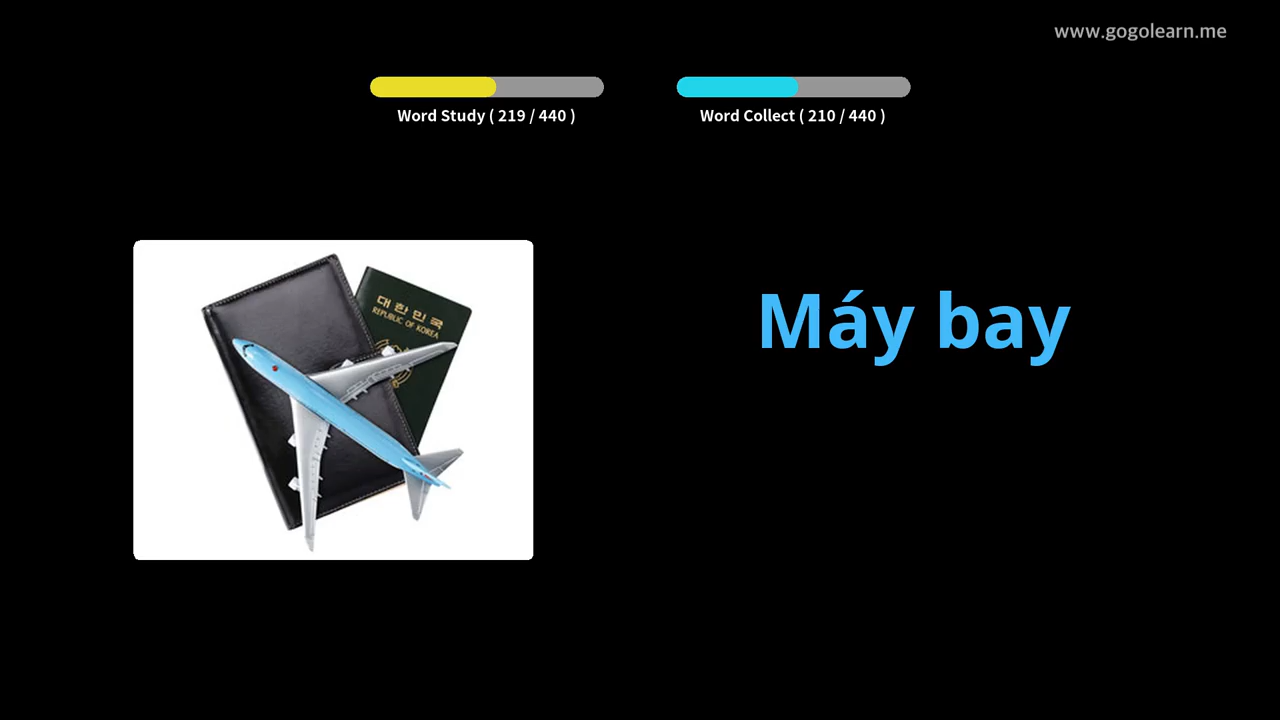 www.gogolearn.me
Word Study ( 219 / 440 )
Word Collect ( 210 / 440 )
대한민국
REPUBLIC OF KOREA
Máy bay